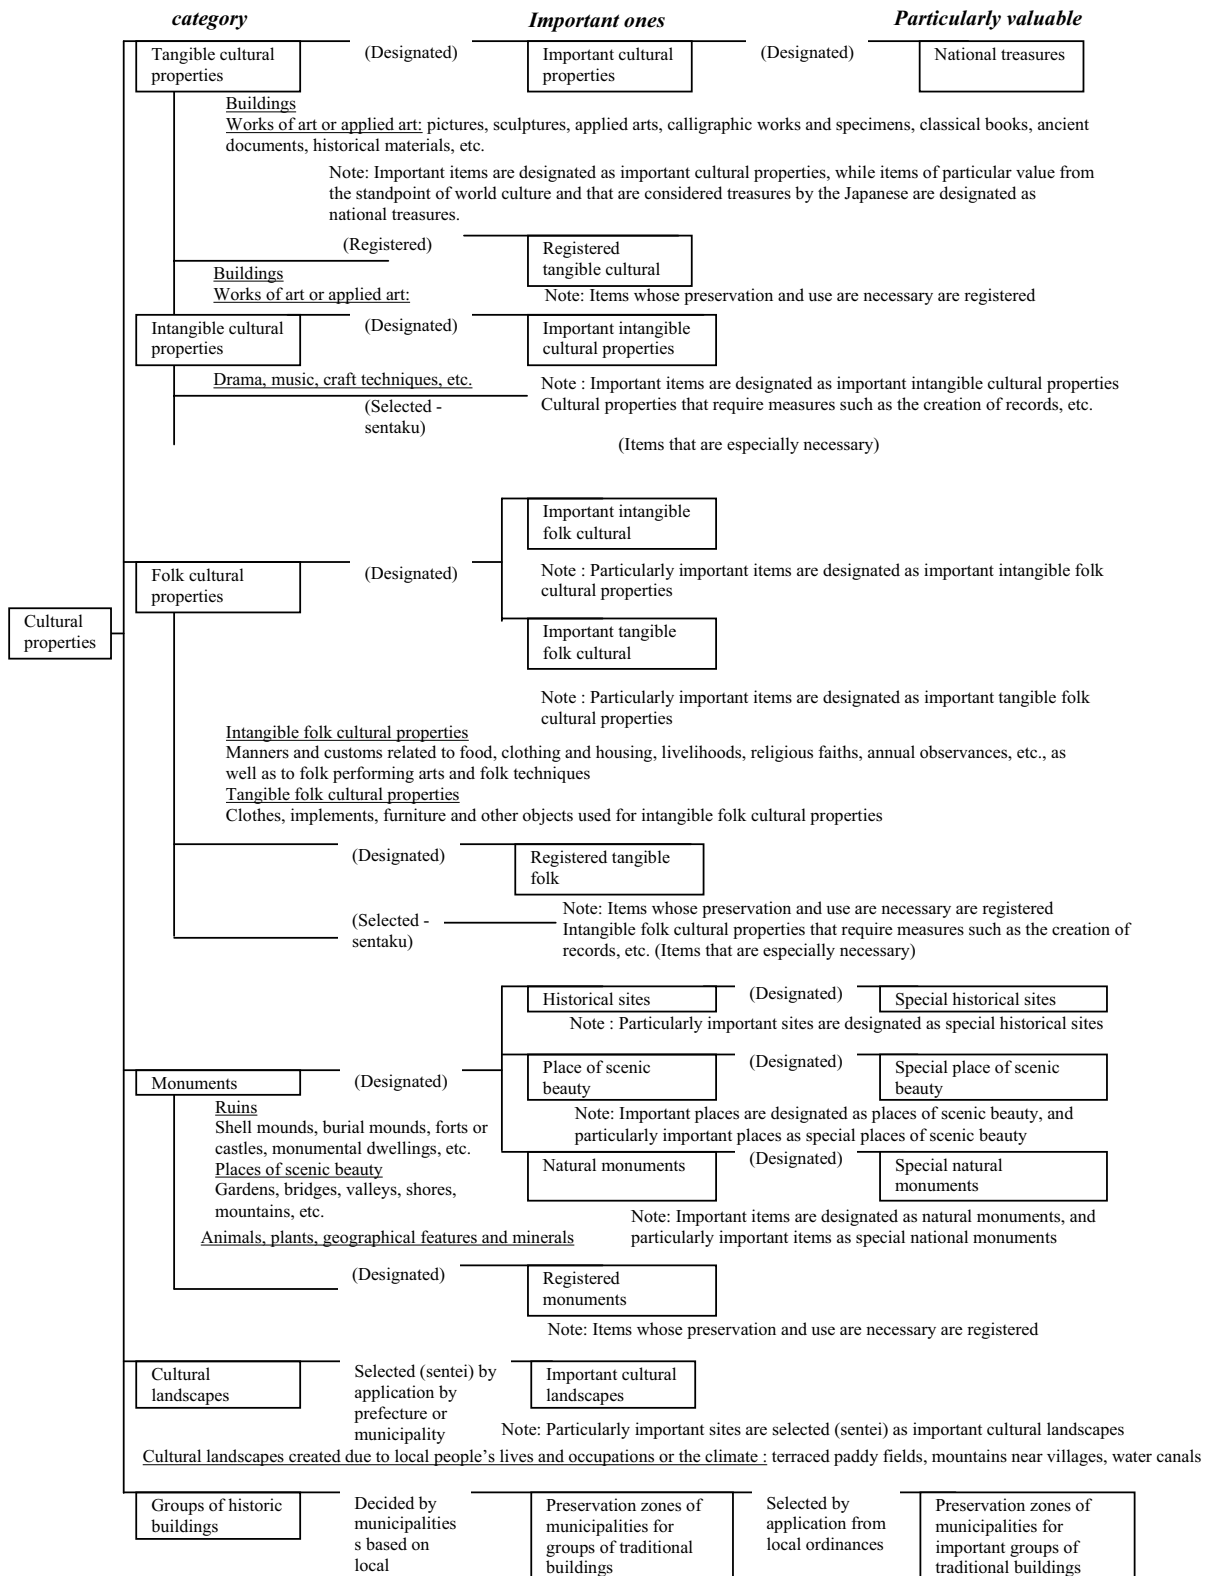 category Important ones Particularly valuable
Tangible cultural properties
(Designated)
Important cultural properties
(Designated)
National treasures
Buildings
Works of art or applied art: pictures, sculptures, applied arts, calligraphic works and specimens, classical books, ancient
documents, historical materials, etc.
Note: Important items are designated as important cultural properties, while items of particular value from
the standpoint of world culture and that are considered treasures by the Japanese are designated as
national treasures.
(Registered)
Registered
tangible cultural
Buildings
Works of art or applied art:
Note: Items whose preservation and use are necessary are registered
Intangible cultural
properties
(Designated)
Important intangible
cultural properties
Drama, music, craft techniques, etc.
Note : Important items are designated as important intangible cultural properties
Cultural properties that require measures such as the creation of records, etc.
(Selected -
sentaku)
(Items that are especially necessary)
Important intangible
folk cultural
Folk cultural
properties
(Designated)
Note : Particularly important items are designated as important intangible folk
cultural properties
Cultural
properties
Important tangible
folk cultural
Note : Particularly important items are designated as important tangible folk
cultural properties
Intangible folk cultural properties
Manners and customs related to food, clothing and housing, livelihoods, religious faiths, annual observances, etc., as
well as to folk performing arts and folk techniques
Tangible folk cultural properties
Clothes, implements, furniture and other objects used for intangible folk cultural properties
(Designated)
Registered tangible
folk
(Selected -
sentaku)
Note: Items whose preservation and use are necessary are registered
Intangible folk cultural properties that require measures such as the creation of
records, etc. (Items that are especially necessary)
Historical sites
(Designated)
Special historical sites
Note : Particularly important sites are designated as special historical sites
Monuments
(Designated)
Place of scenic
beauty
(Designated)
Special place of scenic
beauty
Note: Important places are designated as places of scenic beauty, and
particularly important places as special places of scenic beauty
Ruins
Shell mounds, burial mounds, forts or
castles, monumental dwellings, etc.
Places of scenic beauty
Gardens, bridges, valleys, shores,
mountains, etc.
Natural monuments
(Designated)
Special natural
monuments
Note: Important items are designated as natural monuments, and
particularly important items as special national monuments
Animals, plants, geographical features and minerals
(Designated)
Registered
monuments
Note: Items whose preservation and use are necessary are registered
Cultural
landscapes
Selected (sentei) by
application by
prefecture or
municipality
Important cultural
landscapes
Note: Particularly important sites are selected (sentei) as important cultural landscapes
Cultural landscapes created due to local people's lives and occupations or the climate : terraced paddy fields, mountains near villages, water canals
Groups of historic
buildings
Decided by
municipalities
s based on
local
Preservation zones of
municipalities for
groups of traditional
buildings
Selected by
application from
local ordinances
Preservation zones of
municipalities for
important groups of
traditional buildings